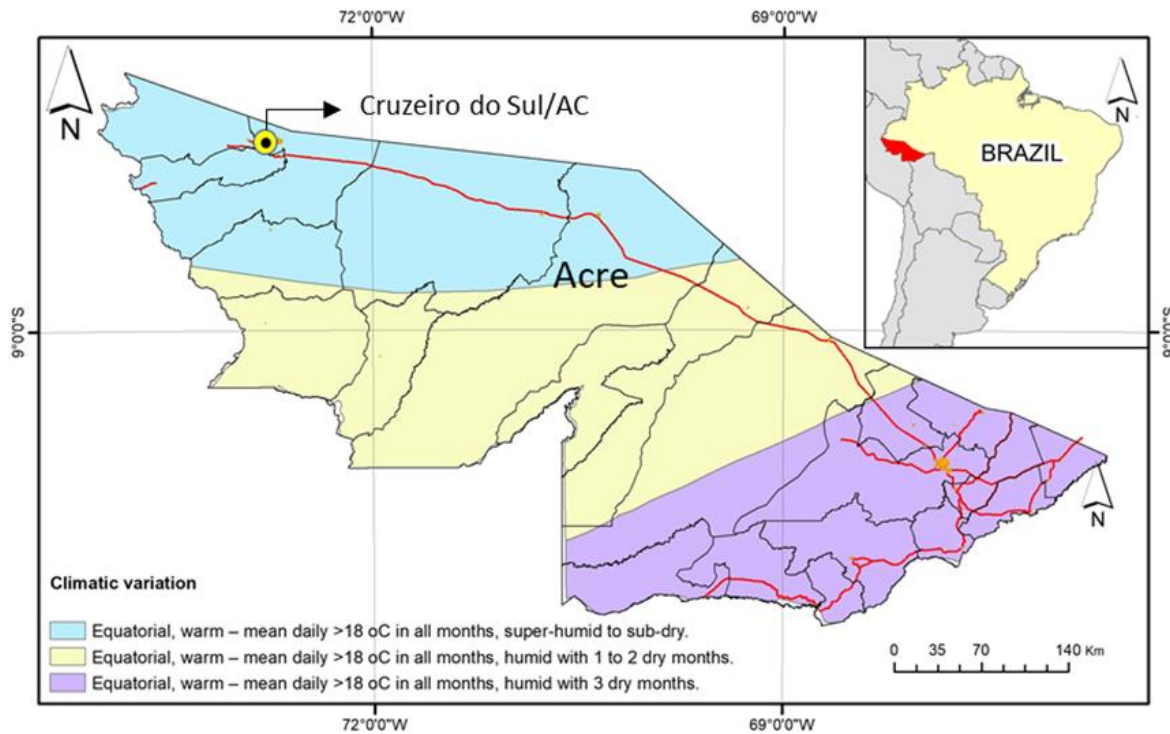 72°0'0"W 69°0'0"W
N
Cruzeiro do Sul/AC
N
BRAZIL
Acre
9°0'0"S 9°0'0"S
N
Climatic variation
Equatorial, warm – mean daily >18 oC in all months, super-humid to sub-dry.
Equatorial, warm – mean daily >18 oC in all months, humid with 1 to 2 dry months.
Equatorial, warm – mean daily >18 oC in all months, humid with 3 dry months.
0 35 70 140 Km
72°0'0"W 69°0'0"W